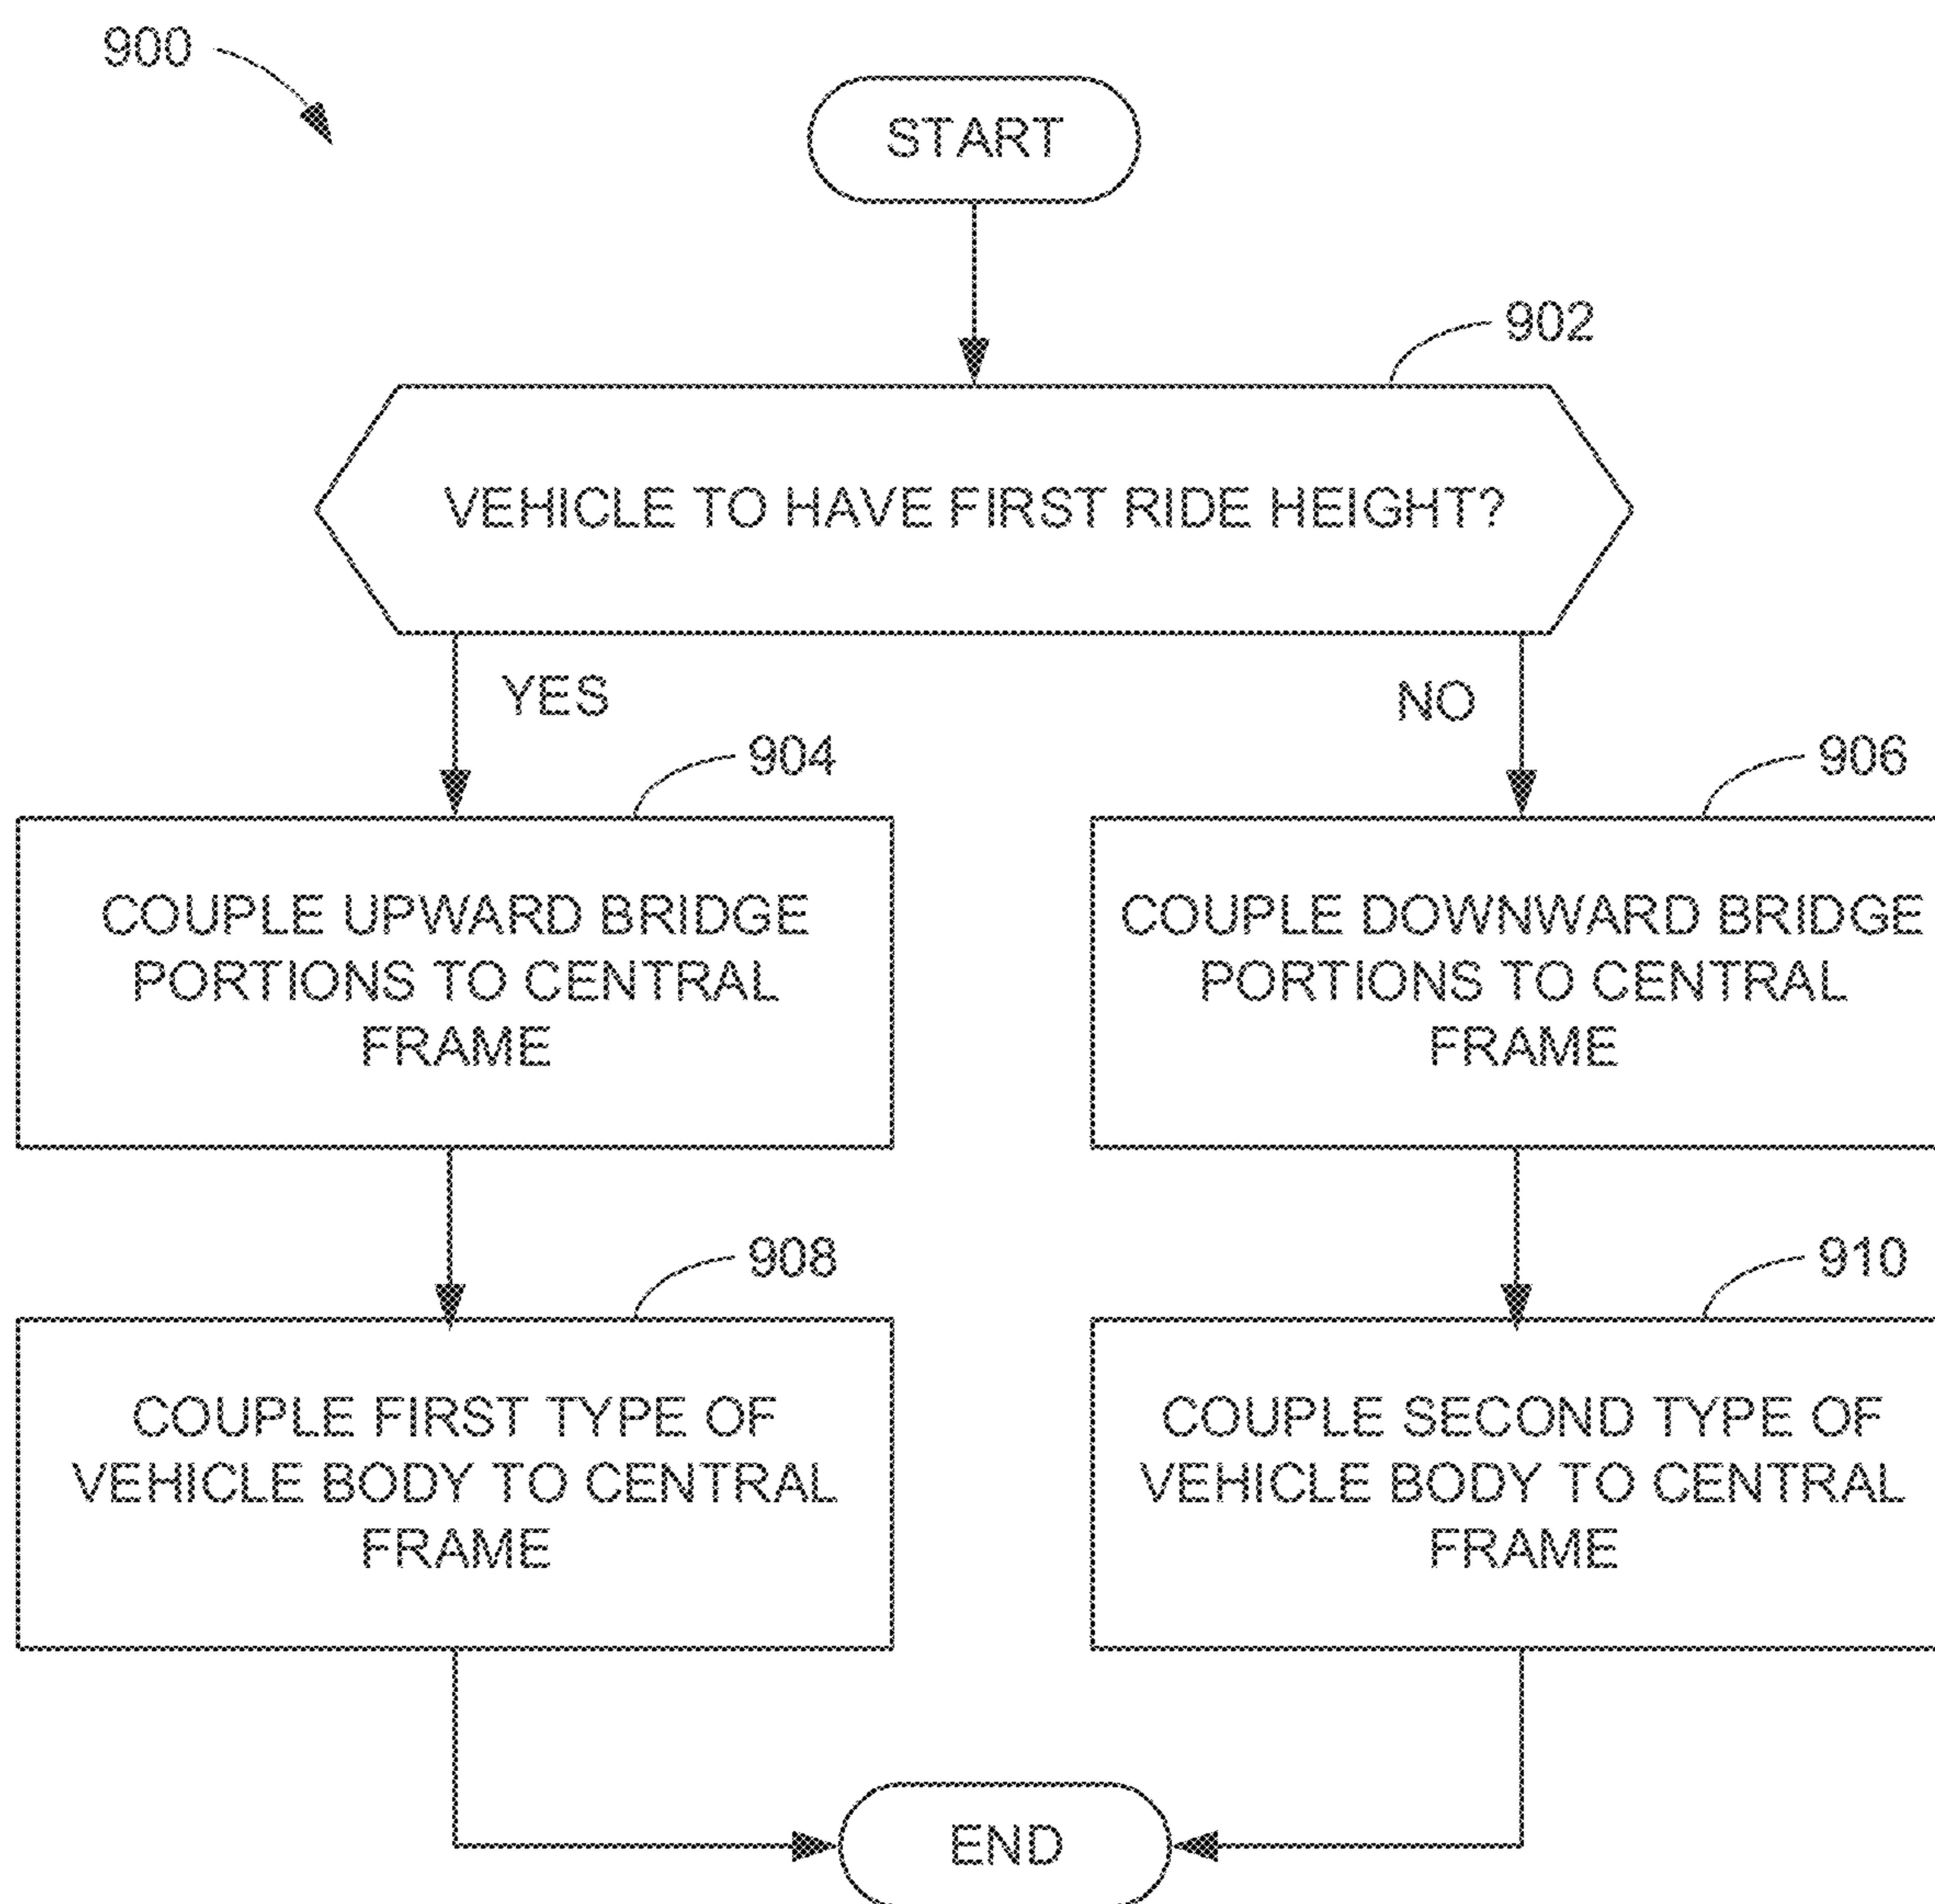 900
START
902
VEHICLE TO HAVE FIRST RIDE HEIGHT?
YES
NO
904
906
COUPLE UPWARD BRIDGE
PORTIONS TO CENTRAL
FRAME
COUPLE DOWNWARD BRIDGE
PORTIONS TO CENTRAL
FRAME
908
910
COUPLE FIRST TYPE OF
VEHICLE BODY TO CENTRAL
FRAME
COUPLE SECOND TYPE OF
VEHICLE BODY TO CENTRAL
FRAME
END